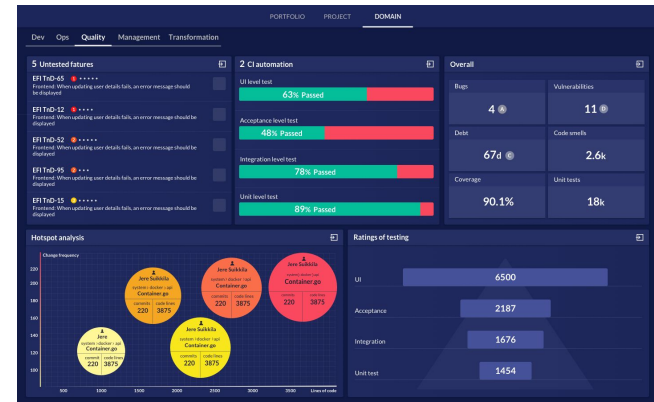 PORTFOLIO PROJECT DOMAIN
Dev Ops Quality Management Transformation
5 Untested fatures
EFI TnD-65
Frontend: When updating user details fails, an error message should
be displayed
EFI TnD-12
Frontend: When updating user details fails, an error message should be
displayed
EFI TnD-52
Frontend: When updating user details fails, an error message should be
displayed
EFI TnD-95
Frontend: When updating user details fails, an error message should be
displayed
EFI TnD-15
Frontend: When updating user details fails, an error message should be
displayed
2 CI automation
UI level test
63% Passed
Acceptance level test
48% Passed
Integration level test
78% Passed
Unit level test
89% Passed
Overall
Bugs
4 A
Vulnerabilities
11 D
Debt
67d C
Code smells
2.6k
Coverage
90.1%
Unit tests
18k
Hotspot analysis
Change frequency
220
200
180
160
140
120
100
500 1000 1500 2000 2500 3000 3500 Lines of code
Jere Suikkila
system : docker : api
Container.go
commit code lines
220 3875
Jere Suikkila
system : docker : api
Container.go
commits code lines
220 3875
Jere Suikkila
system : docker : api
Container.go
commits code lines
220 3875
Jere Suikkila
system : docker : api
Container.go
commits code lines
220 3875
Jere Suikkila
system : docker : api
Container.go
commits code lines
220 3875
Ratings of testing
UI 6500
Acceptance 2187
Integration 1676
Unit test 1454